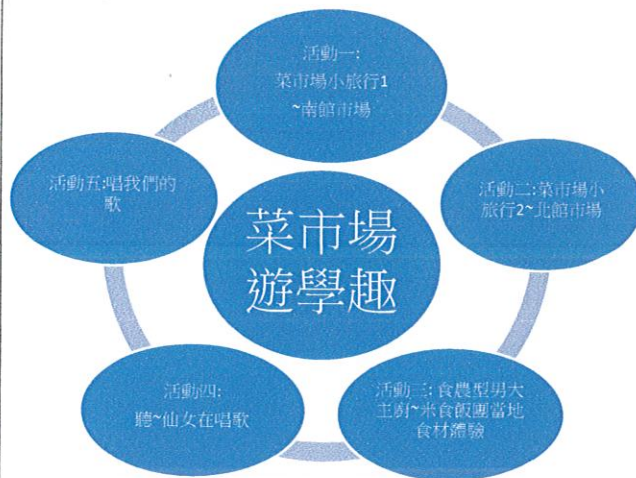 活動一:
菜市場小旅行1
~南館市場
活動二:菜市場小
旅行2~北館市場
活動三:食農型男大
主廚~米食飯團當地
食材體驗
活動四:
聽~仙女在唱歌
活動五:唱我們的
歌
菜市場
遊學趣